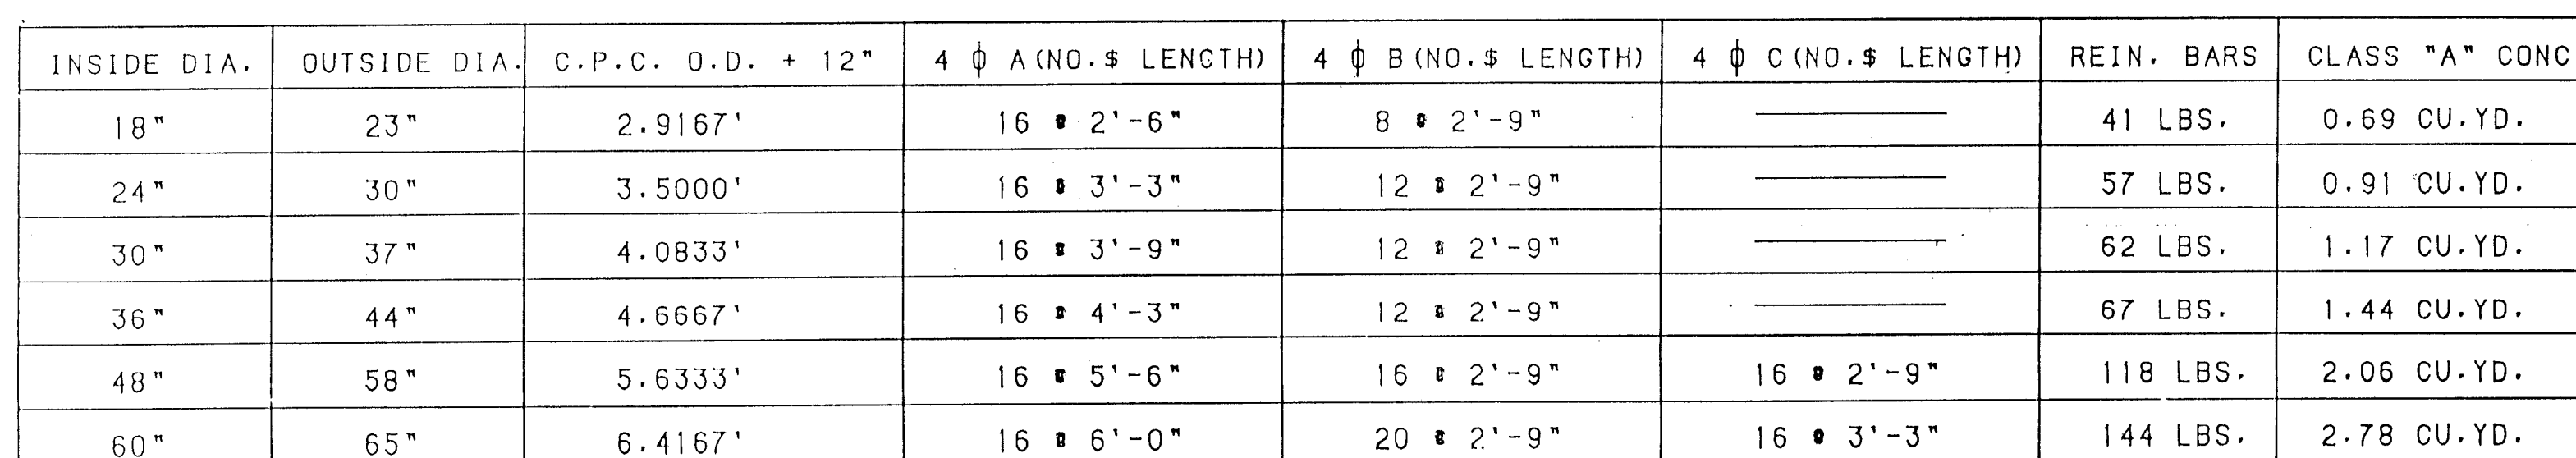 INSIDE DIA. OUTSIDE DIA. C.P.C. O.D. + 12" 4 ϕ A(NO.$ LENGTH) 4 ϕ B(NO.$ LENGTH) 4 ϕ C(NO.$ LENGTH) REIN. BARS CLASS "A" CONC
18" 23" 2.9167' 16 @ 2'-6" 8 @ 2'-9" 41 LBS. 0.69 CU.YD.
24" 30" 3.5000' 16 @ 3'-3" 12 @ 2'-9" 57 LBS. 0.91 CU.YD.
30" 37" 4.0833' 16 @ 3'-9" 12 @ 2'-9" 62 LBS. 1.17 CU.YD.
36" 44" 4.6667' 16 @ 4'-3" 12 @ 2'-9" 67 LBS. 1.44 CU.YD.
48" 58" 5.6333' 16 @ 5'-6" 16 @ 2'-9" 16 @ 2'-9" 118 LBS. 2.06 CU.YD.
60" 65" 6.4167' 16 @ 6'-0" 20 @ 2'-9" 16 @ 3'-3" 144 LBS. 2.78 CU.YD.